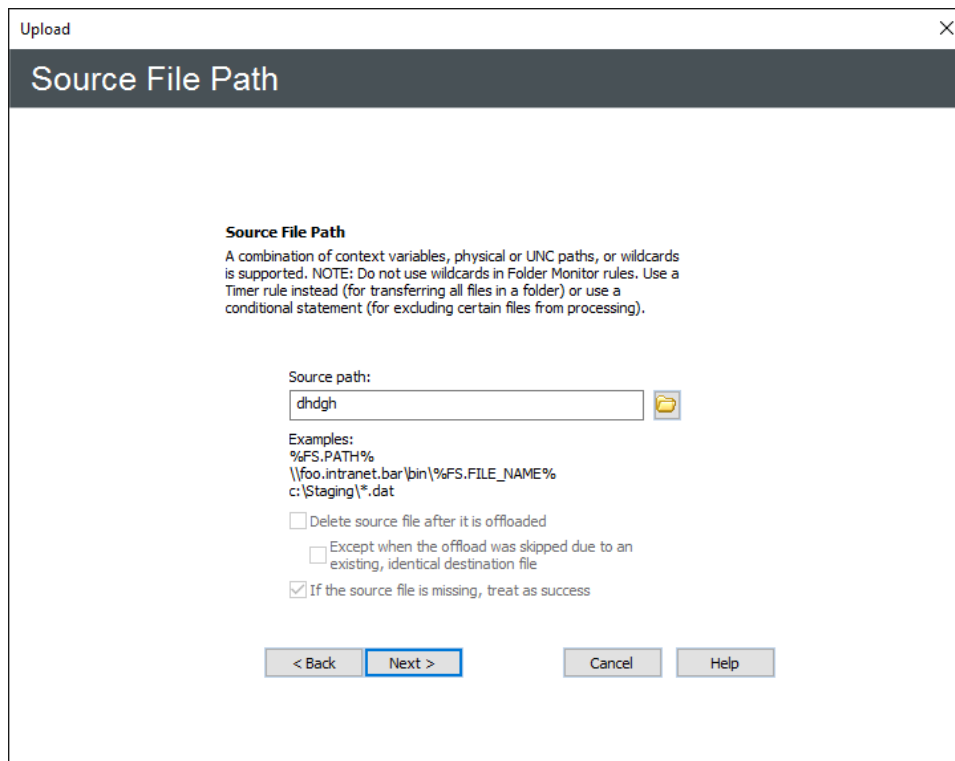 Upload
Source File Path
Source File Path
A combination of context variables, physical or UNC paths, or wildcards
is supported. NOTE: Do not use wildcards in Folder Monitor rules. Use a
Timer rule instead (for transferring all files in a folder) or use a
conditional statement (for excluding certain files from processing).
Source path:
dhdgh
Examples:
%FS.PATH%
\\foo.intranet.bar\bin\%FS.FILE_NAME%
c:\Staging\*.dat
Delete source file after it is offloaded
Except when the offload was skipped due to an
existing, identical destination file
If the source file is missing, treat as success
< Back Next > Cancel Help